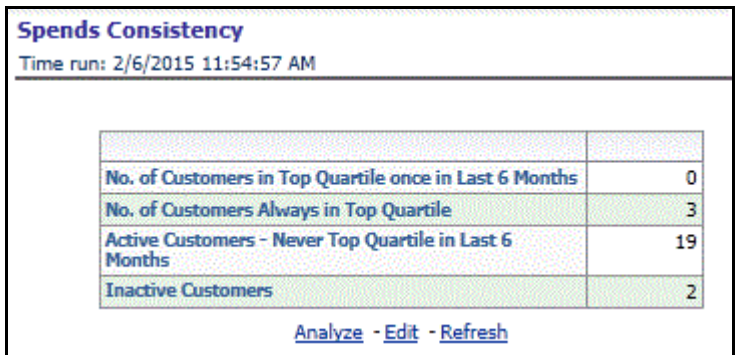 Spends Consistency
Time run: 2/6/2015 11:54:57 AM
No. of Customers in Top Quartile once in Last 6 Months 0
No. of Customers Always in Top Quartile 3
Active Customers - Never Top Quartile in Last 6 19
Months
Inactive Customers 2
Analyze - Edit - Refresh